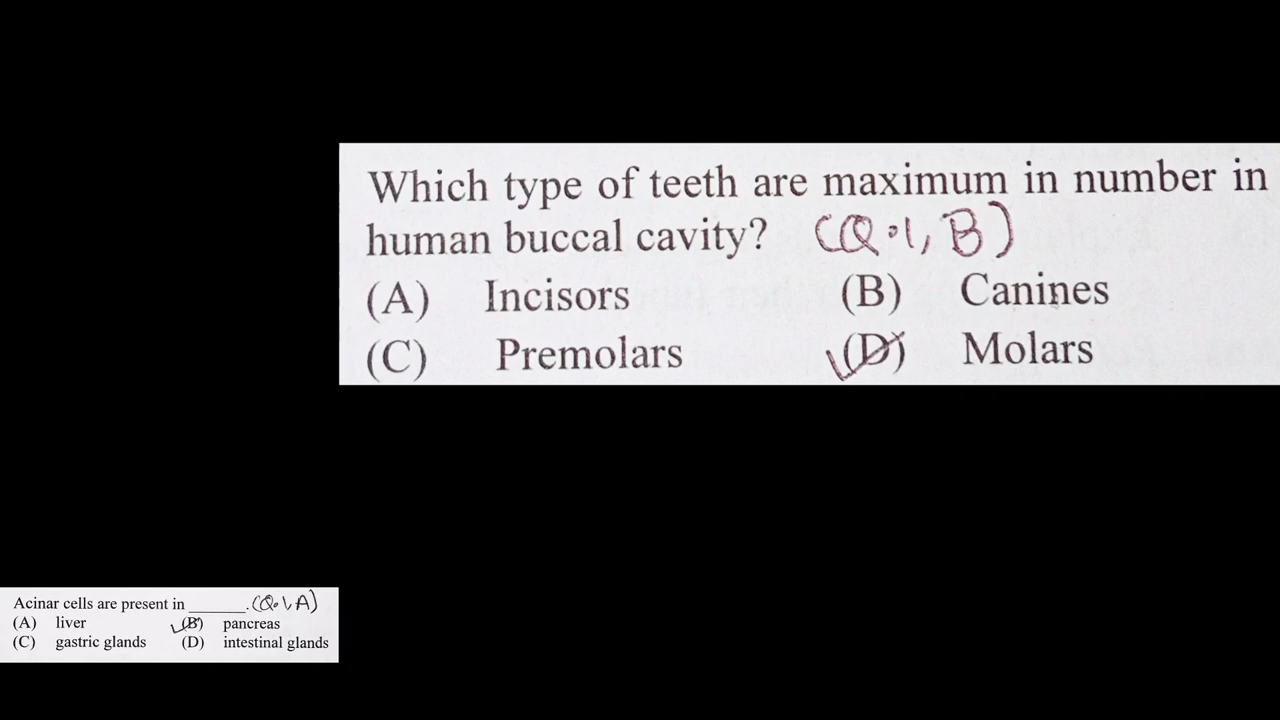 Which type of teeth are maximum in number in
human buccal cavity? (Q.1, B)
(A) Incisors (B) Canines
(C) Premolars (D) Molars
Acinar cells are present in ______. (Q.1, A)
(A) liver (B) pancreas
(C) gastric glands (D) intestinal glands